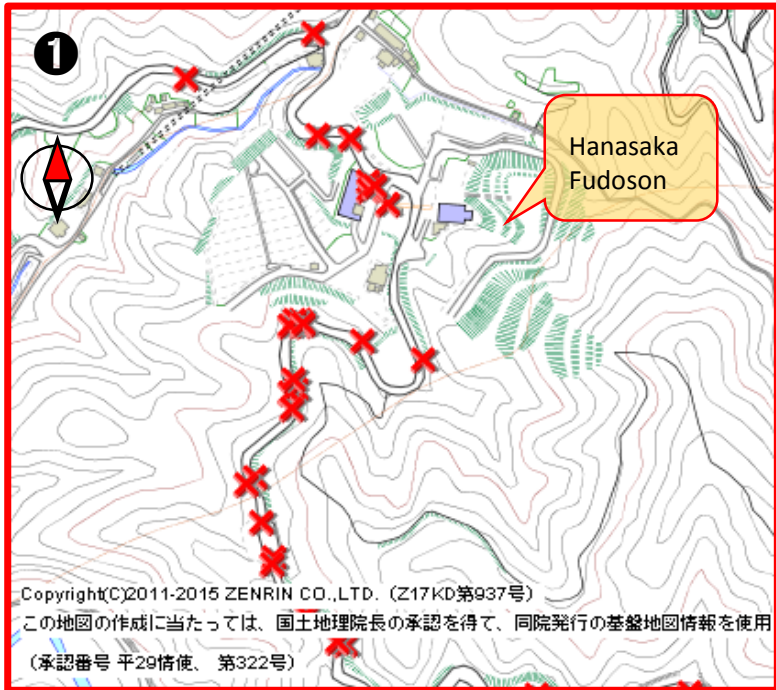 ❶
Hanasaka
Fudoson
Copyright(C)2011-2015 ZENRIN CO.,LTD. (Z17KD第937号)
この地図の作成に当たっては、国土地理院長の承認を得て、同院発行の基盤地図情報を使用
(承認番号 平29情使、 第322号)